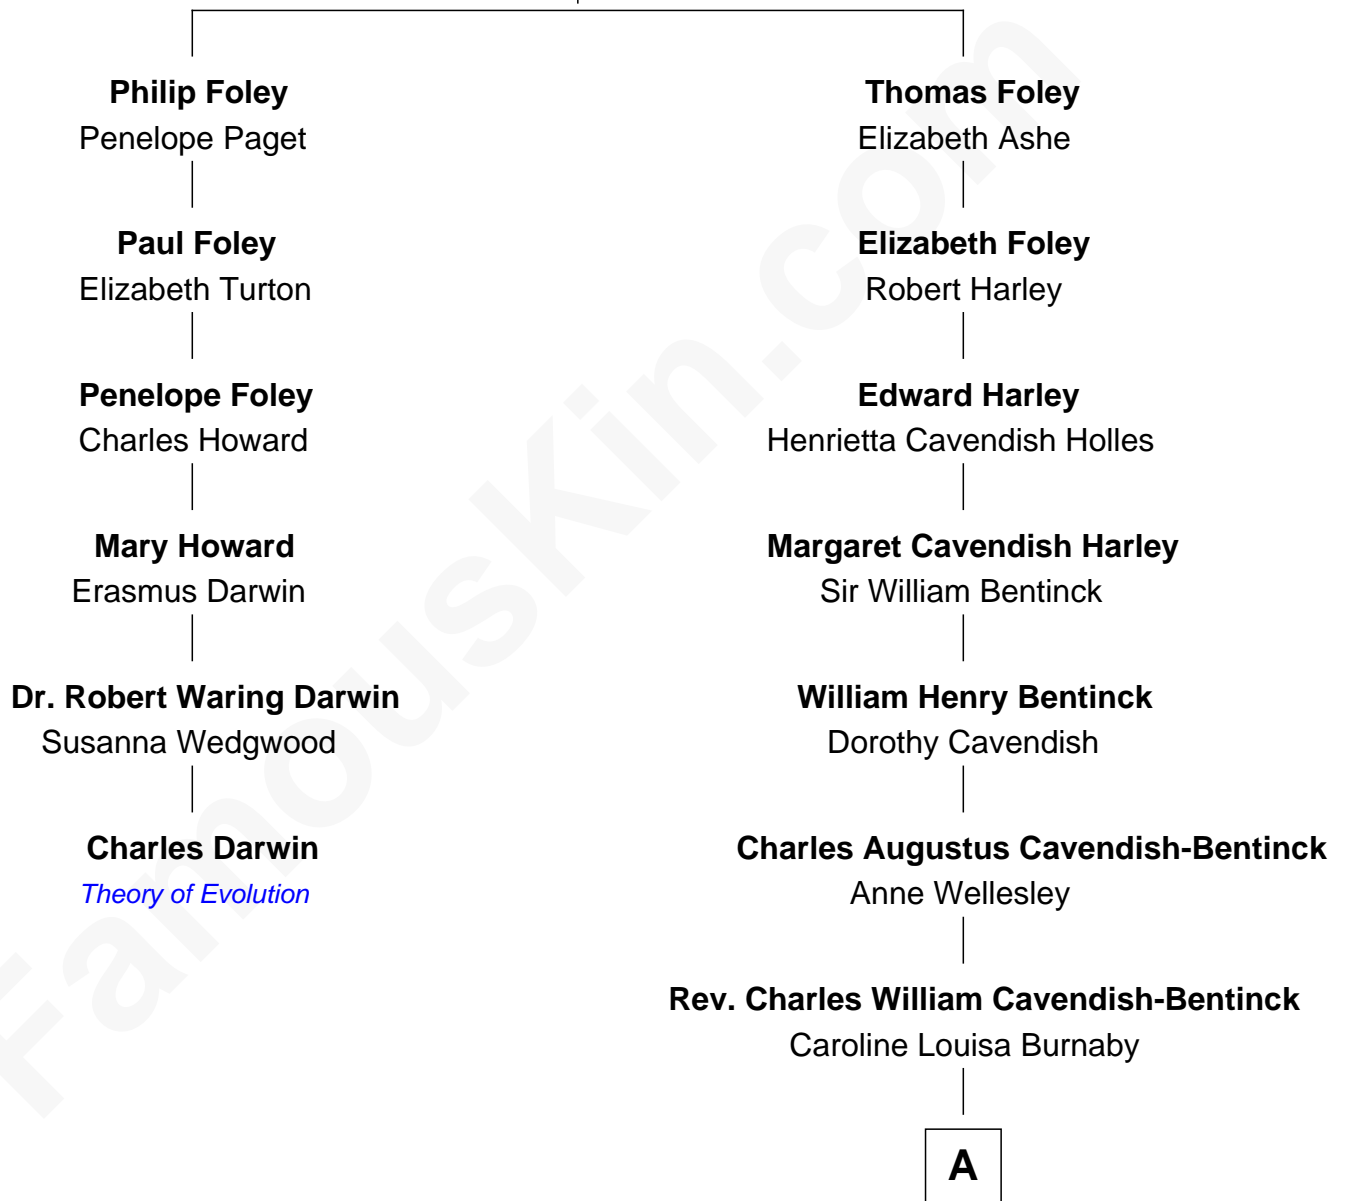 Philip Foley
Penelope Paget
Thomas Foley
Elizabeth Ashe
Paul Foley
Elizabeth Turton
Elizabeth Foley
Robert Harley
Penelope Foley
Charles Howard
Edward Harley
Henrietta Cavendish Holles
Mary Howard
Erasmus Darwin
Margaret Cavendish Harley
Sir William Bentinck
Dr. Robert Waring Darwin
Susanna Wedgwood
William Henry Bentinck
Dorothy Cavendish
Charles Darwin
Theory of Evolution
Charles Augustus Cavendish-Bentinck
Anne Wellesley
Rev. Charles William Cavendish-Bentinck
Caroline Louisa Burnaby
A
FamousKin.com